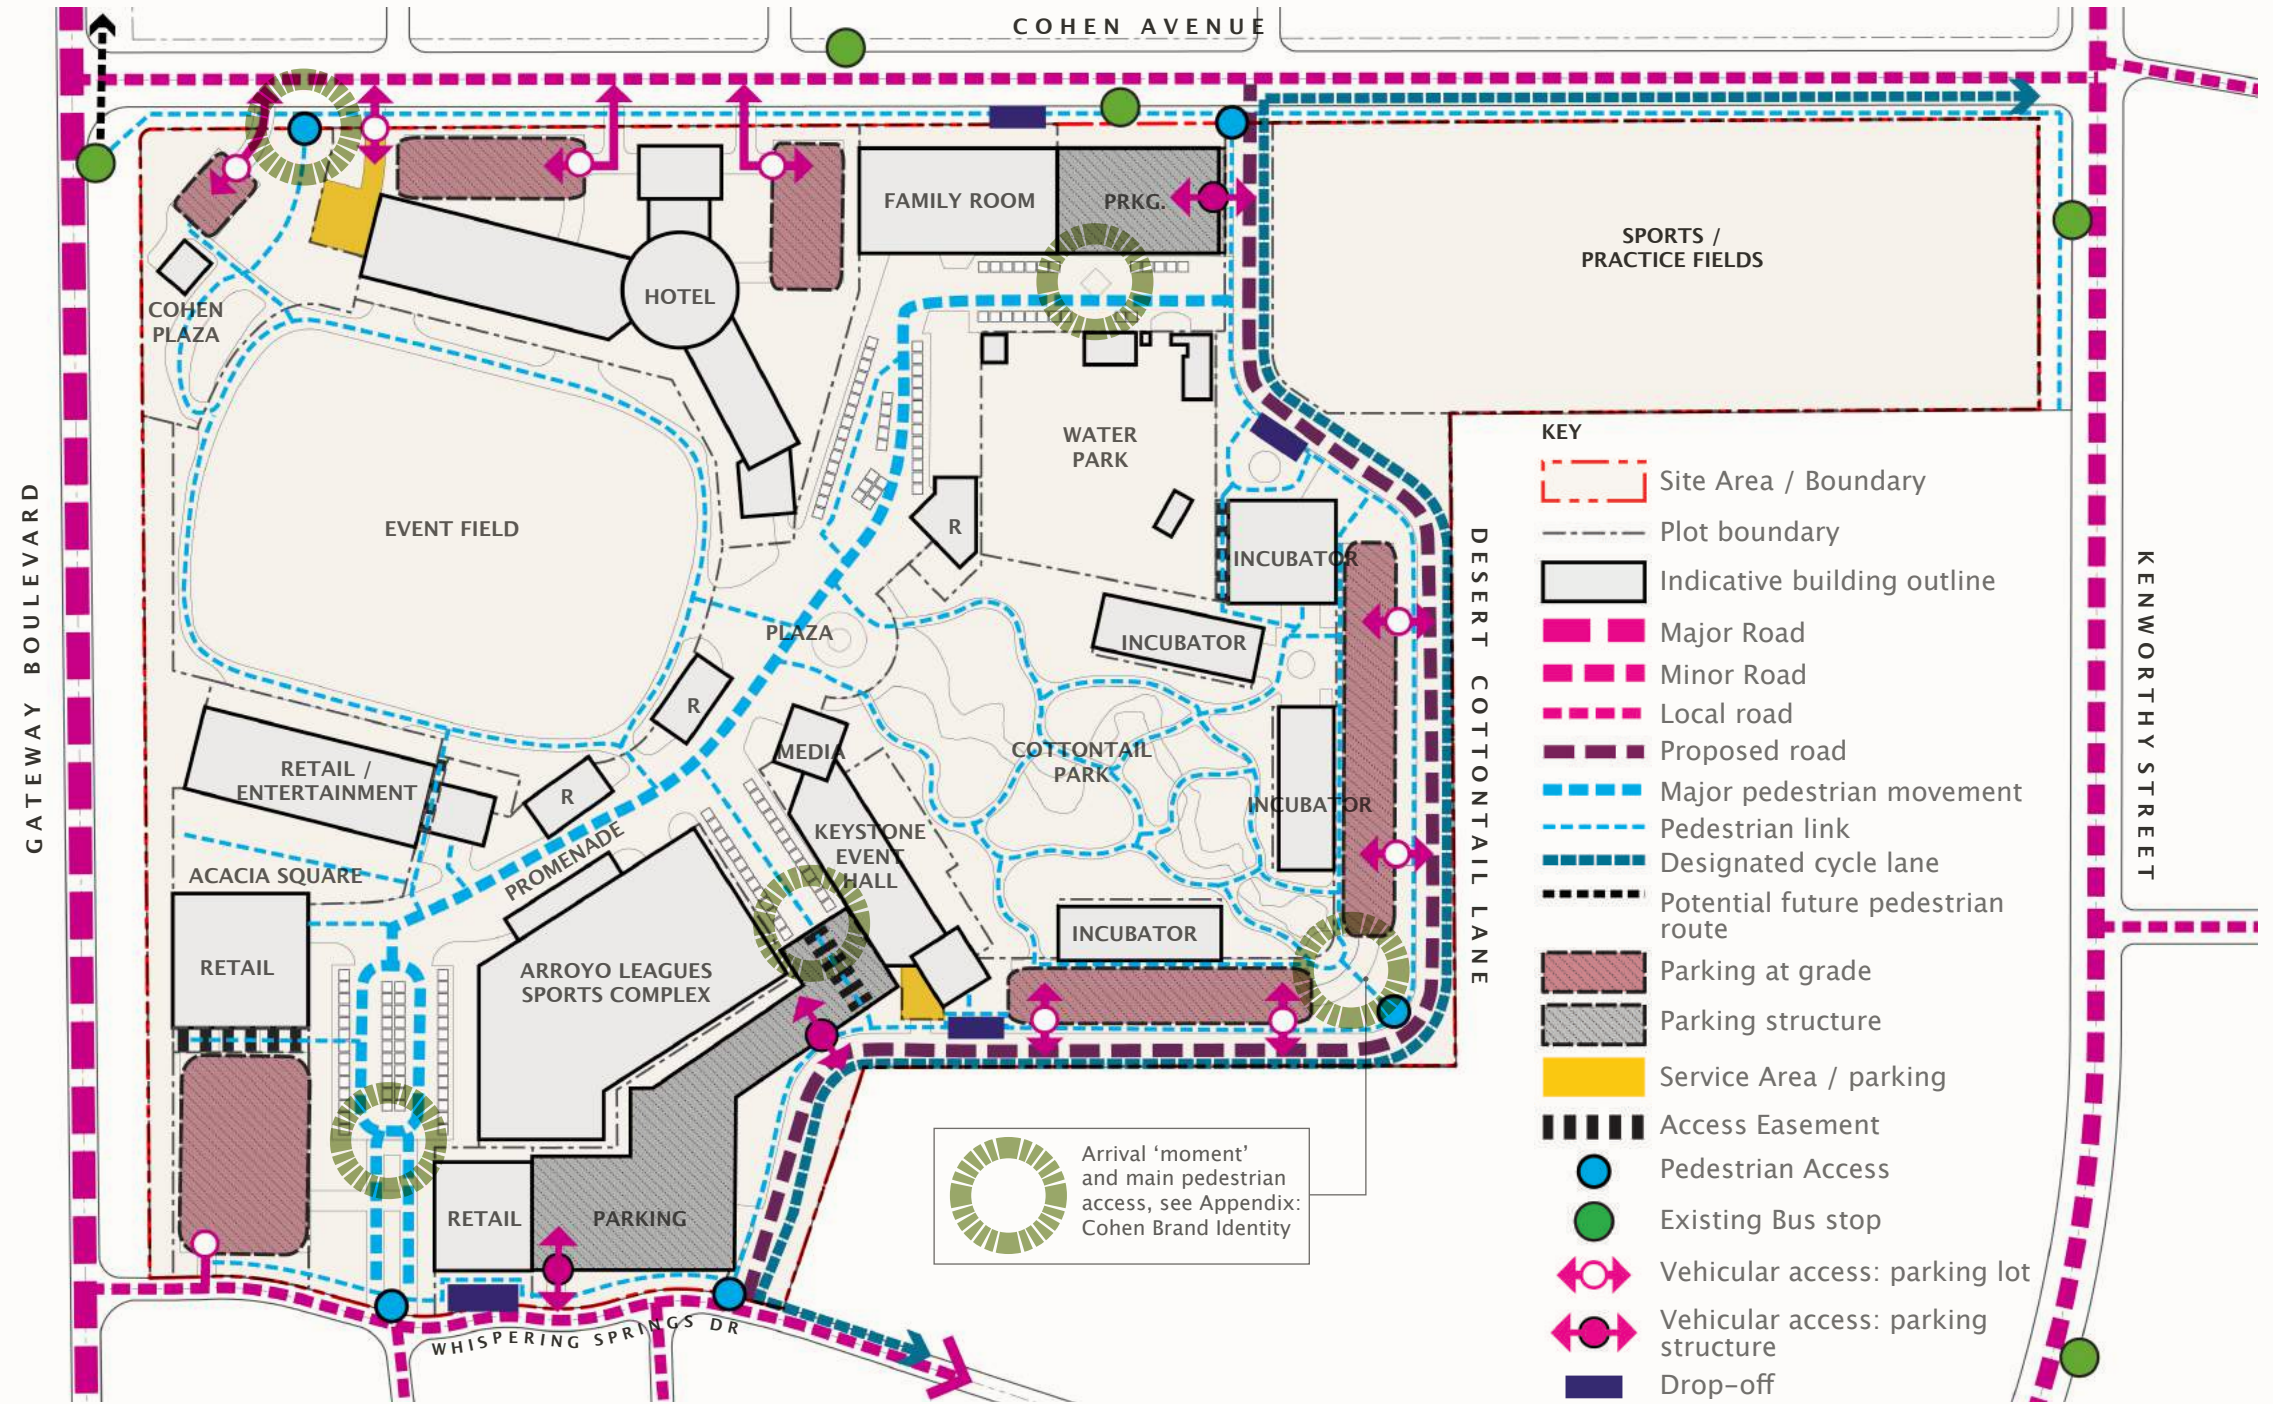 COHEN AVENUE
FAMILY ROOM
PRKG.
SPORTS /
PRACTICE FIELDS
HOTEL
COHEN
PLAZA
WATER
PARK
EVENT FIELD
R
INCUBATOR
PLAZA
INCUBATOR
R
MEDIA
COTTONTAIL
PARK
RETAIL /
ENTERTAINMENT
R
INCUBATOR
KEYSTONE
EVENT
HALL
PROMENADE
ACACIA SQUARE
RETAIL
ARROYO LEAGUES
SPORTS COMPLEX
INCUBATOR
RETAIL
PARKING
GATEWAY BOULEVARD
DESERT COTTONTAIL LANE
KENWORTHY STREET
WHISPERING SPRINGS DR
Arrival ‘moment’
and main pedestrian
access, see Appendix:
Cohen Brand Identity
KEY
Site Area / Boundary
Plot boundary
Indicative building outline
Major Road
Minor Road
Local road
Proposed road
Major pedestrian movement
Pedestrian link
Designated cycle lane
Potential future pedestrian
route
Parking at grade
Parking structure
Service Area / parking
Access Easement
Pedestrian Access
Existing Bus stop
Vehicular access: parking lot
Vehicular access: parking
structure
Drop-off